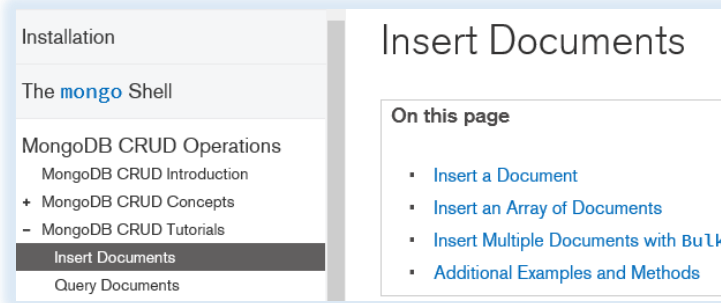 Installation
The mongo Shell
MongoDB CRUD Operations
MongoDB CRUD Introduction
+ MongoDB CRUD Concepts
− MongoDB CRUD Tutorials
Insert Documents
Query Documents
Insert Documents
On this page
▪ Insert a Document
▪ Insert an Array of Documents
▪ Insert Multiple Documents with Bulk
▪ Additional Examples and Methods